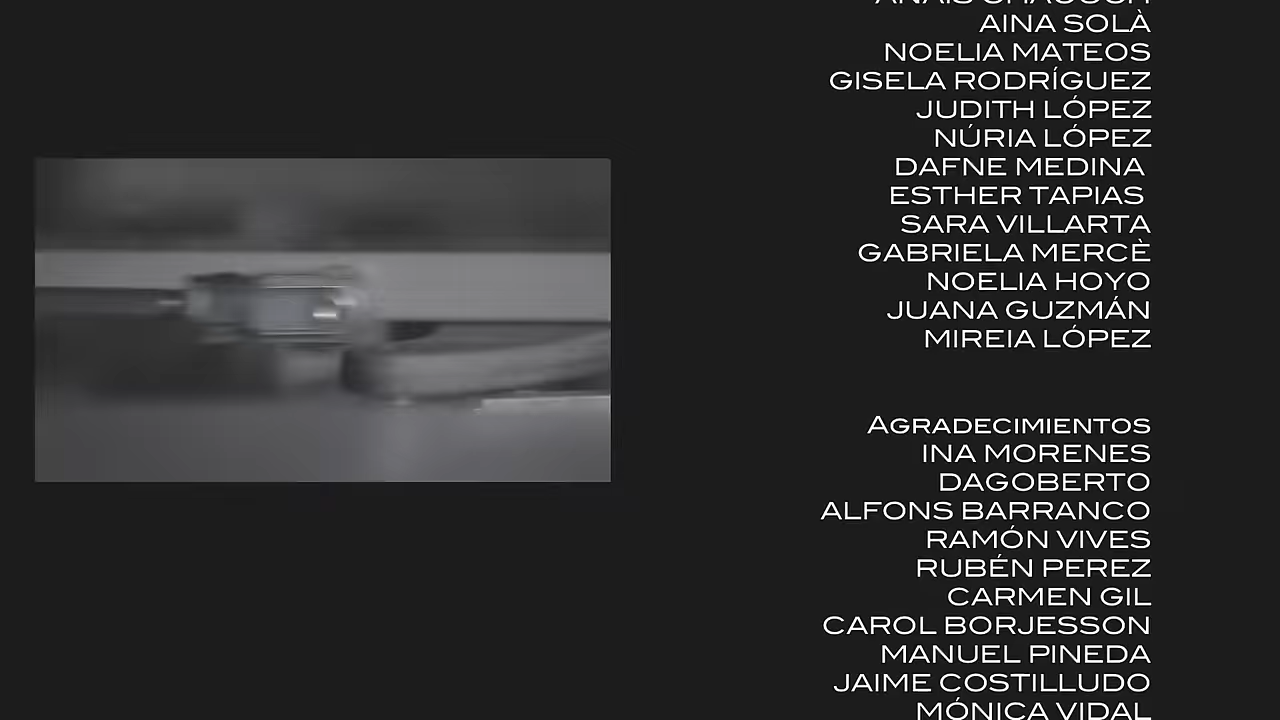 AINA SOLÀ
NOELIA MATEOS
GISELA RODRÍGUEZ
JUDITH LÓPEZ
NÚRIA LÓPEZ
DAFNE MEDINA
ESTHER TAPIAS
SARA VILLARTA
GABRIELA MERCÈ
NOELIA HOYO
JUANA GUZMÁN
MIREIA LÓPEZ
AGRADECIMIENTOS
INA MORENES
DAGOBERTO
ALFONS BARRANCO
RAMÓN VIVES
RUBÉN PEREZ
CARMEN GIL
CAROL BORJESSON
MANUEL PINEDA
JAIME COSTILLUDO
MÓNICA VIDAL